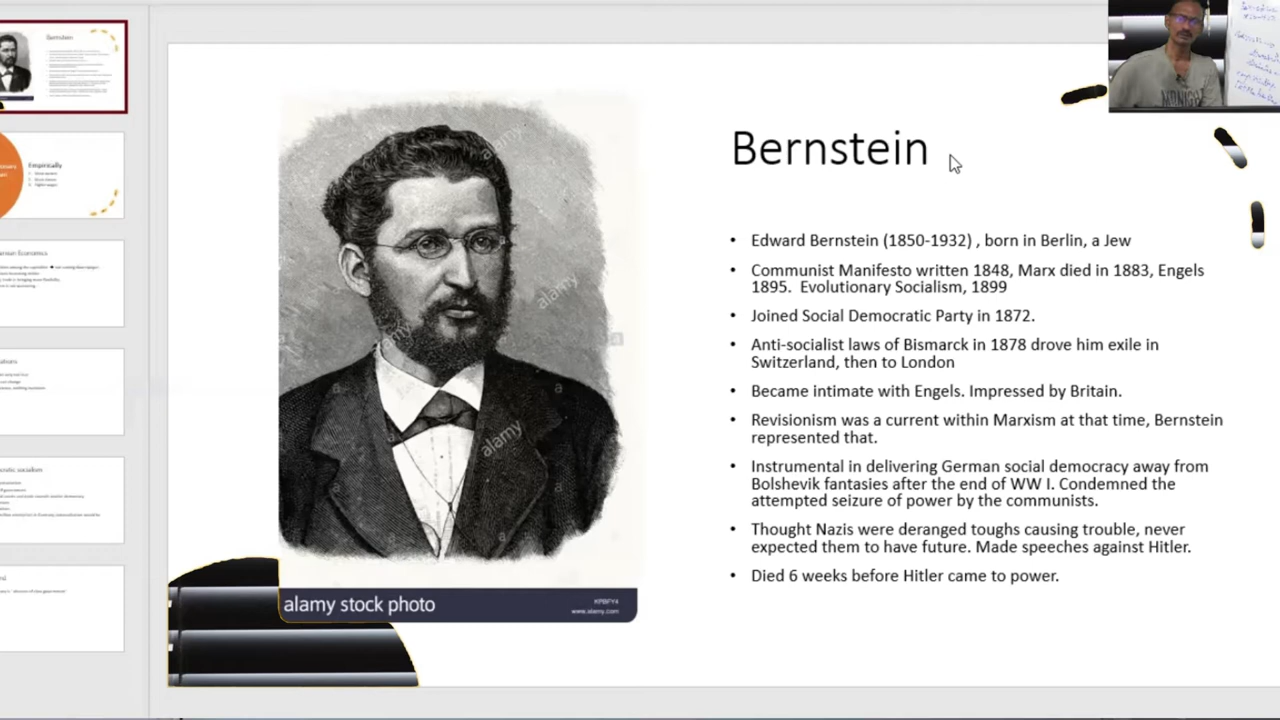 Bernstein
Empirically
Bernstein
• Edward Bernstein (1850-1932) , born in Berlin, a Jew
• Communist Manifesto written 1848, Marx died in 1883, Engels
1895. Evolutionary Socialism, 1899
• Joined Social Democratic Party in 1872.
• Anti-socialist laws of Bismarck in 1878 drove him exile in
Switzerland, then to London
• Became intimate with Engels. Impressed by Britain.
• Revisionism was a current within Marxism at that time, Bernstein
represented that.
• Instrumental in delivering German social democracy away from
Bolshevik fantasies after the end of WW I. Condemned the
attempted seizure of power by the communists.
• Thought Nazis were deranged toughs causing trouble, never
expected them to have future. Made speeches against Hitler.
• Died 6 weeks before Hitler came to power.
alamy
alamy
alamy
alamy
alamy stock photo
www.alamy.com